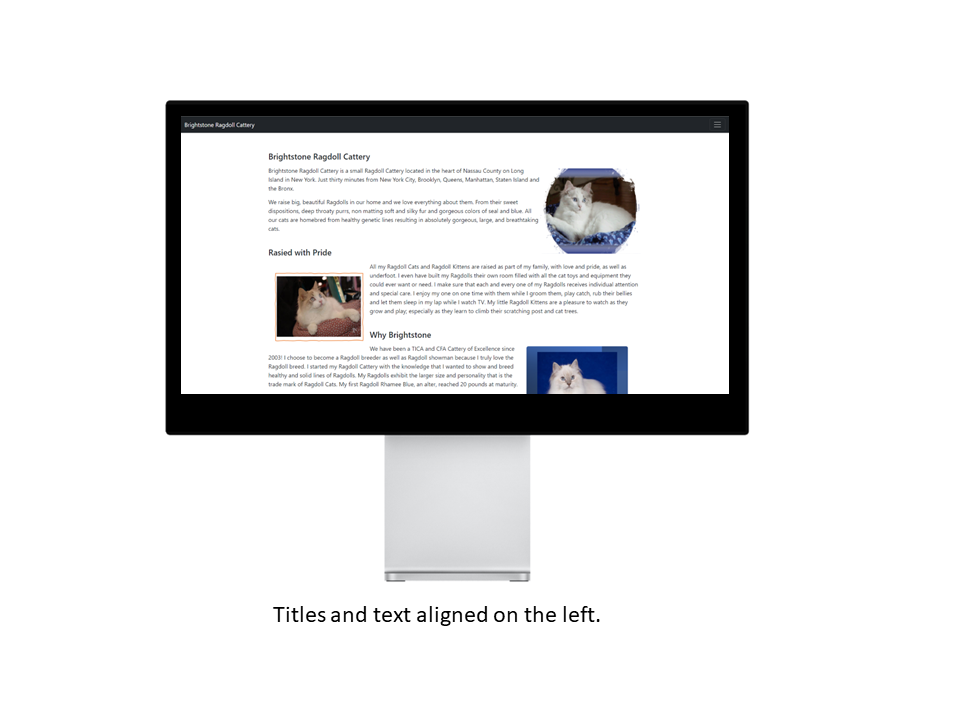 Brightstone Ragdoll Cattery
Brightstone Ragdoll Cattery
Brightstone Ragdoll Cattery is a small Ragdoll Cattery located in the heart of Nassau County on Long
Island in New York. Just thirty minutes from New York City, Brooklyn, Queens, Manhattan, Staten Island and
the Bronx.
We raise big, beautiful Ragdolls in our home and we love everything about them. From their sweet
dispositions, deep throaty purrs, non matting soft and silky fur and gorgeous colors of seal and blue. All
our cats are homebred from healthy genetic lines resulting in absolutely gorgeous, large, and breathtaking
cats.
Rasied with Pride
All my Ragdoll Cats and Ragdoll Kittens are raised as part of my family, with love and pride, as well as
underfoot. I even have built my Ragdolls their own room filled with all the cat toys and equipment they
could ever want or need. I make sure that each and every one of my Ragdolls receives individual attention
and special care. I enjoy my one on one time with them while I groom them, play catch, rub their bellies
and let them sleep in my lap while I watch TV. My little Ragdoll Kittens are a pleasure to watch as they
grow and play; especially as they learn to climb their scratching post and cat trees.
Why Brightstone
We have been a TICA and CFA Cattery of Excellence since
2003! I choose to become a Ragdoll breeder as well as Ragdoll showman because I truly love the
Ragdoll breed. I started my Ragdoll Cattery with the knowledge that I wanted to show and breed
healthy and solid lines of Ragdolls. My Ragdolls exhibit the larger size and personality that is the
trade mark of Ragdoll Cats. My first Ragdoll Rhamee Blue, an alter, reached 20 pounds at maturity.
Titles and text aligned on the left.